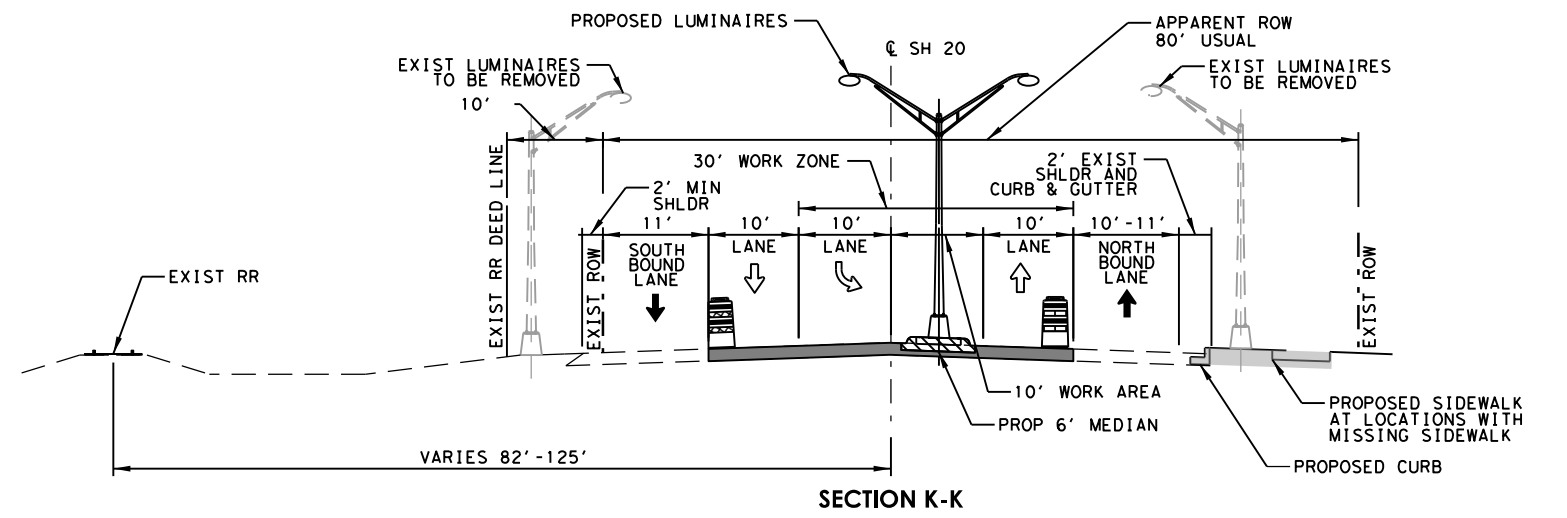 PROPOSED LUMINAIRES
℄ SH 20
APPARENT ROW
80' USUAL
EXIST LUMINAIRES
TO BE REMOVED
EXIST LUMINAIRES
TO BE REMOVED
10'
30' WORK ZONE
2' EXIST
SHLDR AND
CURB & GUTTER
2' MIN
SHLDR
EXIST RR DEED LINE
EXIST ROW
11'
SOUTH
BOUND
LANE
10'
LANE
10'
LANE
10'
LANE
10'-11'
NORTH
BOUND
LANE
EXIST ROW
EXIST RR
10' WORK AREA
PROP 6' MEDIAN
PROPOSED SIDEWALK
AT LOCATIONS WITH
MISSING SIDEWALK
PROPOSED CURB
VARIES 82'-125'
SECTION K-K